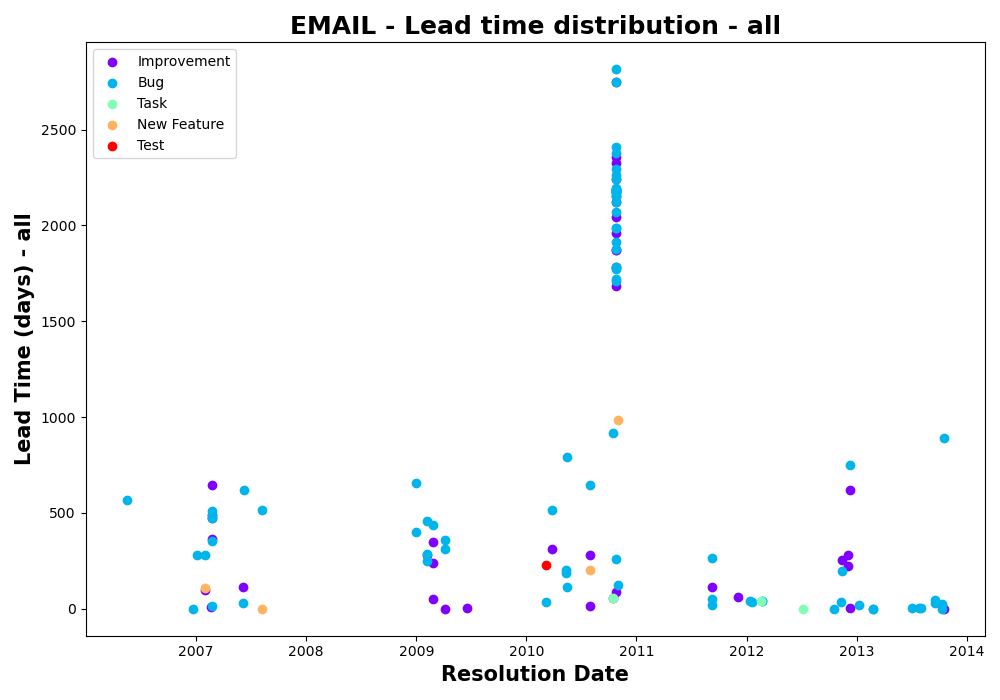 EMAIL - Lead time distribution - all
Improvement
Bug
Task
New Feature
Test
Lead Time (days) - all
2500
2000
1500
1000
500
0
2007 2008 2009 2010 2011 2012 2013 2014
Resolution Date